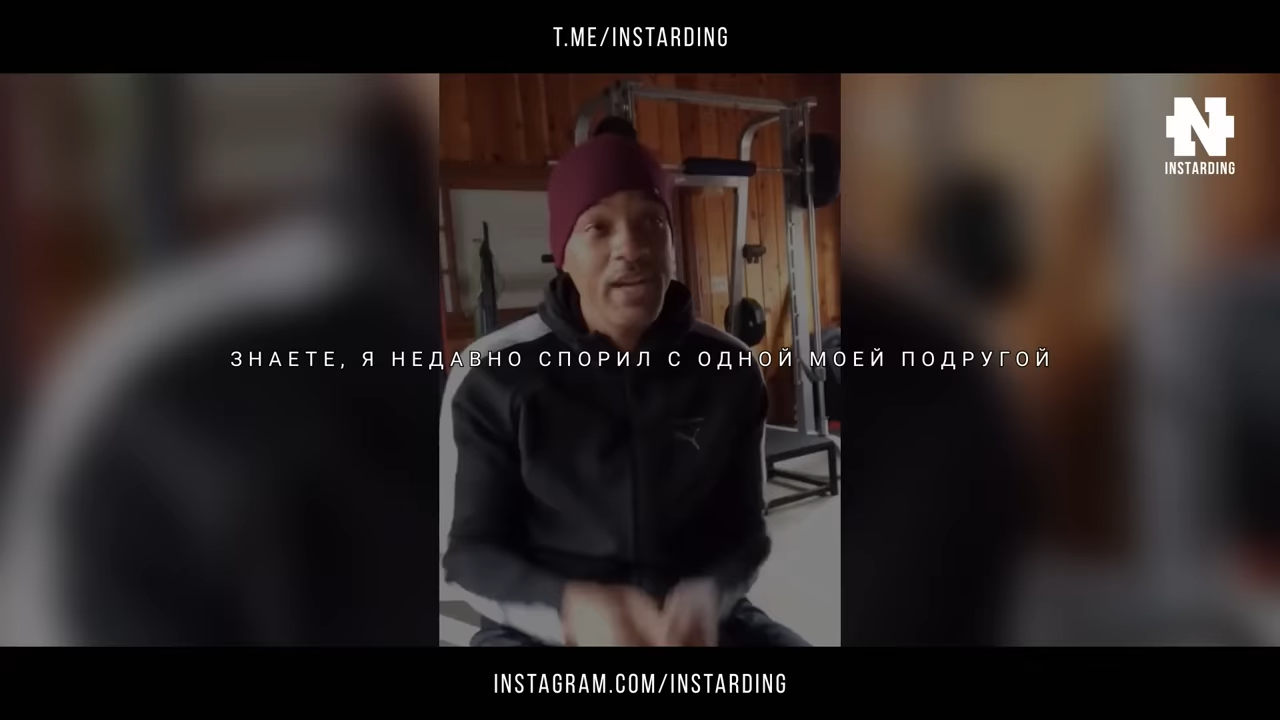 T.ME/INSTARDING
N
INSTARDING
ЗНАЕТЕ, Я НЕДАВНО СПОРИЛ С ОДНОЙ МОЕЙ ПОДРУГОЙ
INSTAGRAM.COM/INSTARDING